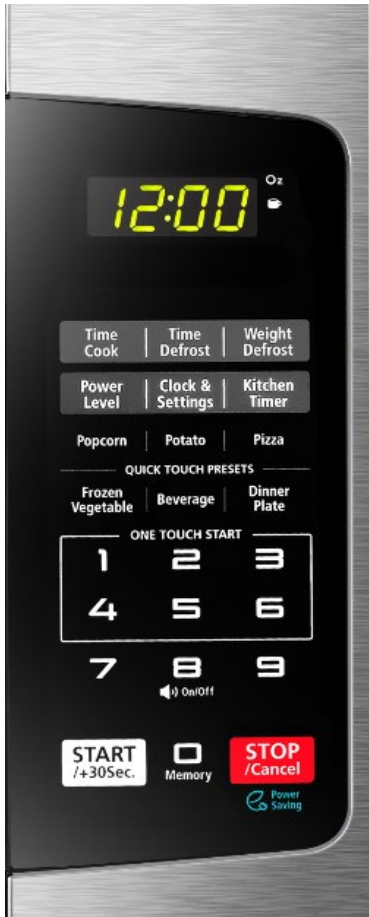 12:00
Oz
Time Cook | Time Defrost | Weight Defrost
Power Level | Clock & Settings | Kitchen Timer
Popcorn | Potato | Pizza
QUICK TOUCH PRESETS
Frozen Vegetable | Beverage | Dinner Plate
ONE TOUCH START
1 2 3
4 5 6
7 8 9
On/Off
START /+30Sec. 0 STOP /Cancel
Memory
Power Saving